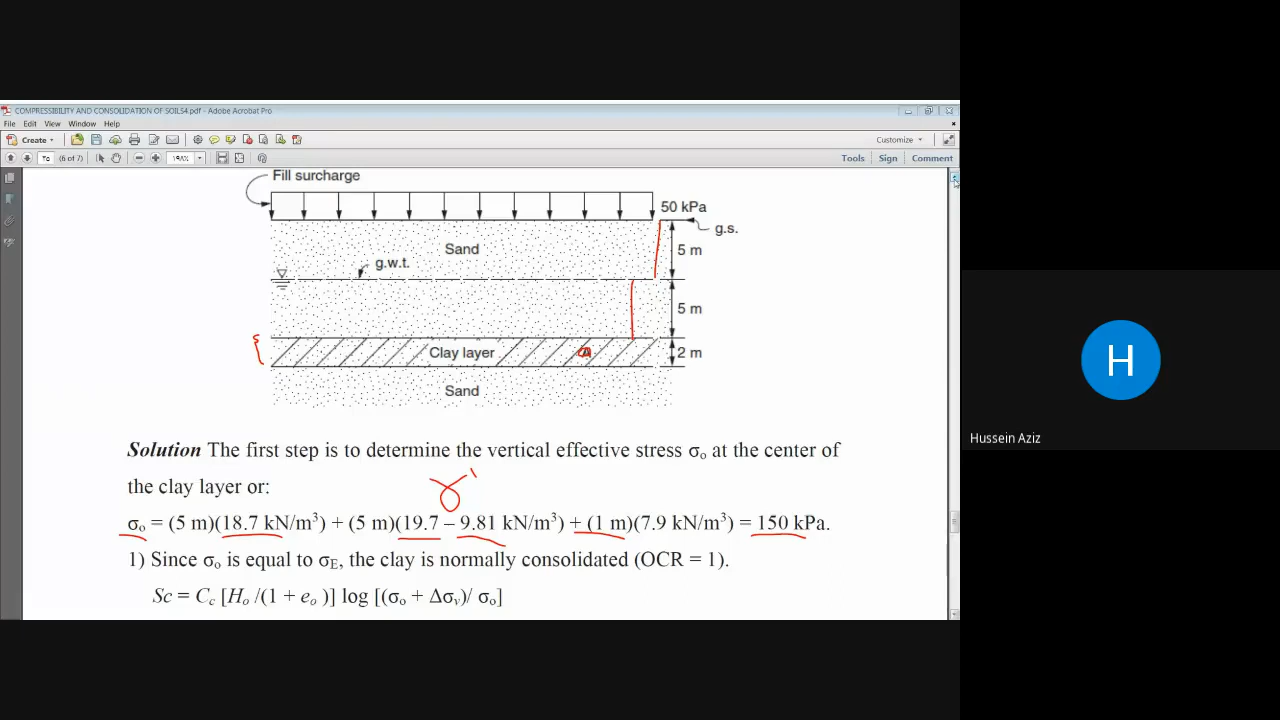 COMPRESSIBILITY AND CONSOLIDATION OF SOILS4.pdf - Adobe Acrobat Pro
File Edit View Window Help
Create Customize
٢٥ (6 of 7) ١٩٨% Tools Sign Comment
Fill surcharge
50 kPa
g.s.
Sand 5 m
g.w.t.
5 m
Clay layer 2 m
Sand
Solution The first step is to determine the vertical effective stress σₒ at the center of
the clay layer or:
γ'
σₒ = (5 m)(18.7 kN/m³) + (5 m)(19.7 – 9.81 kN/m³) + (1 m)(7.9 kN/m³) = 150 kPa.
1) Since σₒ is equal to σE, the clay is normally consolidated (OCR = 1).
Sc = Cc [Hₒ /(1 + eₒ )] log [(σₒ + Δσᵥ)/ σₒ]
H
Hussein Aziz